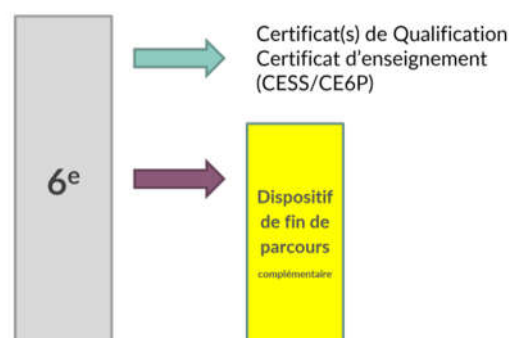 Certificat(s) de Qualification
Certificat d'enseignement
(CESS/CE6P)
6e
Dispositif
de fin de
parcours
complémentaire